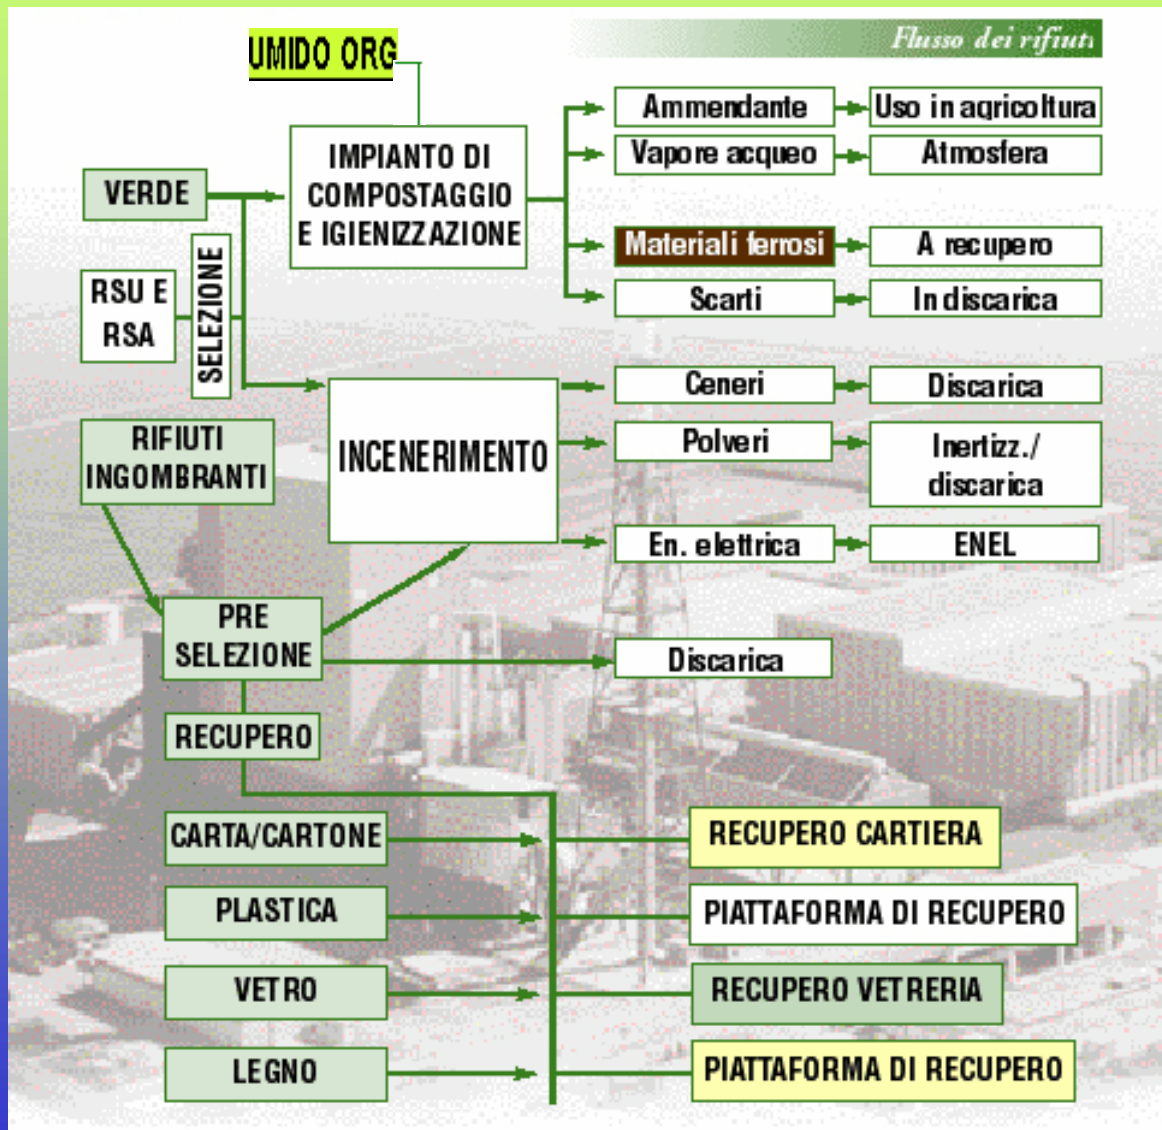 UMIDO ORG
Flusso dei rifiuti
IMPIANTO DI
COMPOSTAGGIO
E IGIENIZZAZIONE
Ammendante
Uso in agricoltura
Vapore acqueo
Atmosfera
VERDE
Materiali ferrosi
A recupero
RSU E
RSA
SELEZIONE
Scarti
In discarica
Ceneri
Discarica
RIFIUTI
INGOMBRANTI
INCENERIMENTO
Polveri
Inertizz./
discarica
En. elettrica
ENEL
PRE
SELEZIONE
Discarica
RECUPERO
CARTA/CARTONE
RECUPERO CARTIERA
PLASTICA
PIATTAFORMA DI RECUPERO
VETRO
RECUPERO VETRERIA
LEGNO
PIATTAFORMA DI RECUPERO